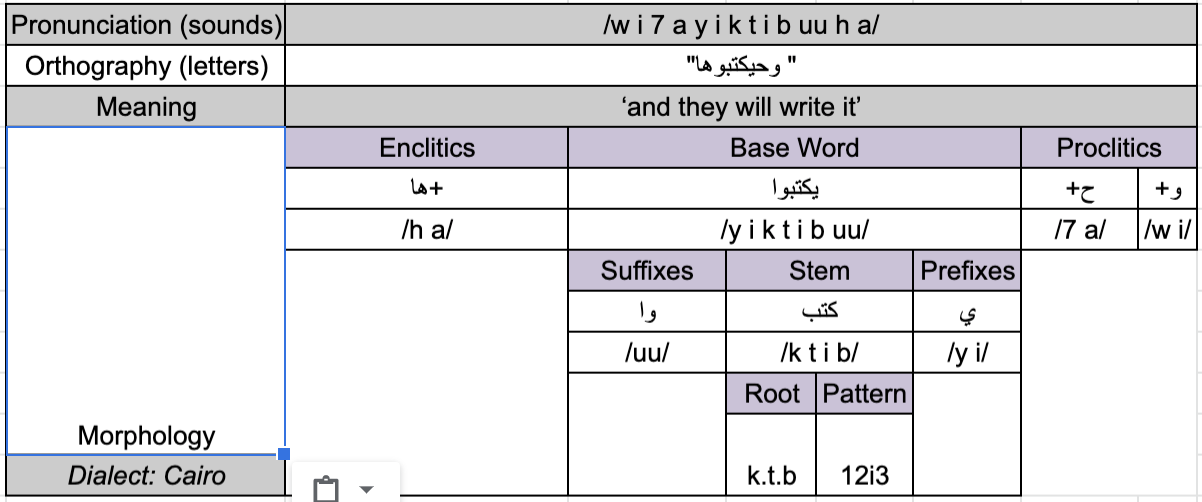 Pronunciation (sounds) /w i 7 a y i k t i b uu h a/
Orthography (letters) "وحيكتبوها"
Meaning ‘and they will write it’
Enclitics Base Word Proclitics
+ها يكتبوا ح+ و+
/h a/ /y i k t i b uu/ /7 a/ /w i/
Suffixes Stem Prefixes
وا كتب ي
/uu/ /k t i b/ /y i/
Root Pattern
Morphology
Dialect: Cairo k.t.b 12i3